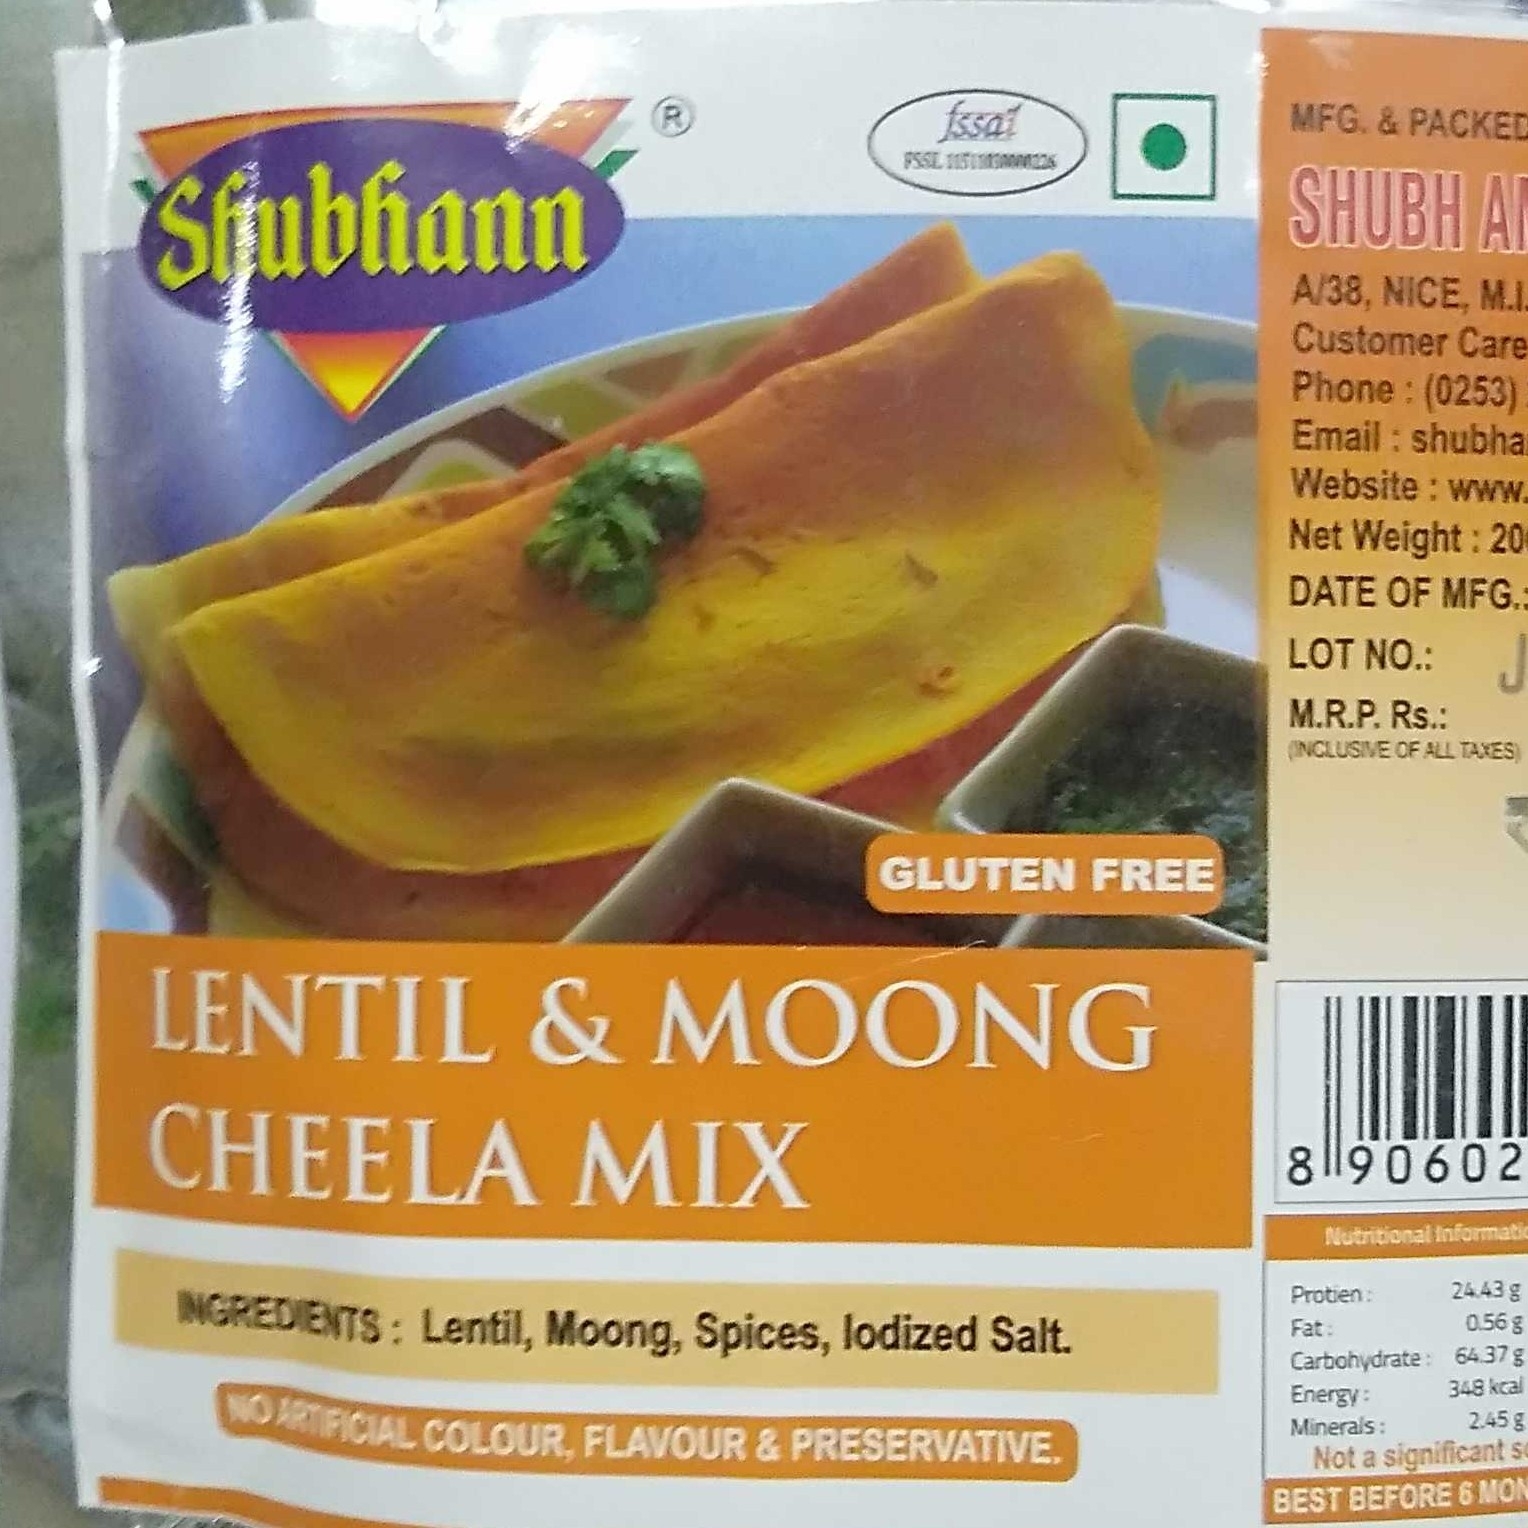 Shubhann
®
fssai
GLUTEN FREE
LENTIL & MOONG
CHEELA MIX
INGREDIENTS : Lentil, Moong, Spices, Iodized Salt.
NO ARTIFICIAL COLOUR, FLAVOUR & PRESERVATIVE.
MFG. & PACKED
SHUBH
A/38, NICE, M.I.
Customer Care
Phone : (0253)
Email :
Website : www.
Net Weight :
DATE OF MFG.:
LOT NO.: J
M.R.P. Rs.:
(INCLUSIVE OF ALL TAXES)
8 90602
Nutritional
Protien : 24.43 g
Fat : 0.56 g
Carbohydrate : 64.37 g
Energy : 348 kcal
Minerals : 2.45 g
Not a significant
BEST BEFORE 6